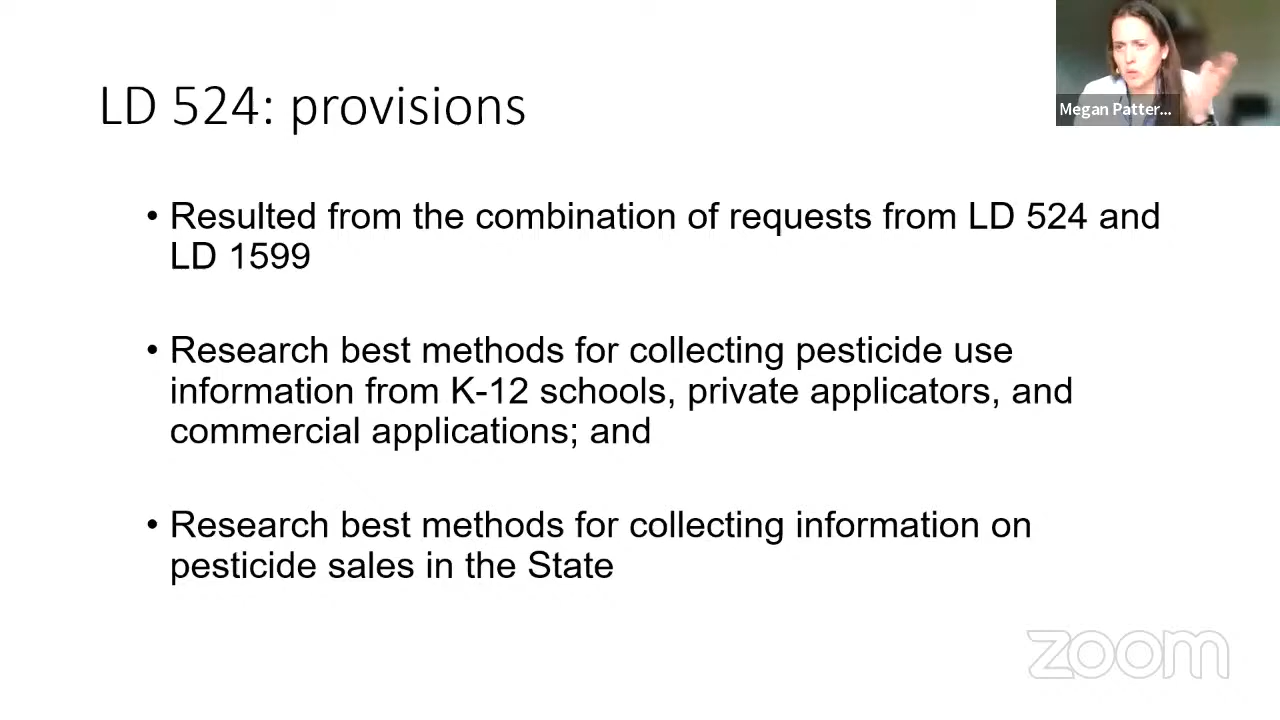 LD 524: provisions
Megan Patter...
• Resulted from the combination of requests from LD 524 and
LD 1599
• Research best methods for collecting pesticide use
information from K-12 schools, private applicators, and
commercial applications; and
• Research best methods for collecting information on
pesticide sales in the State
zoom